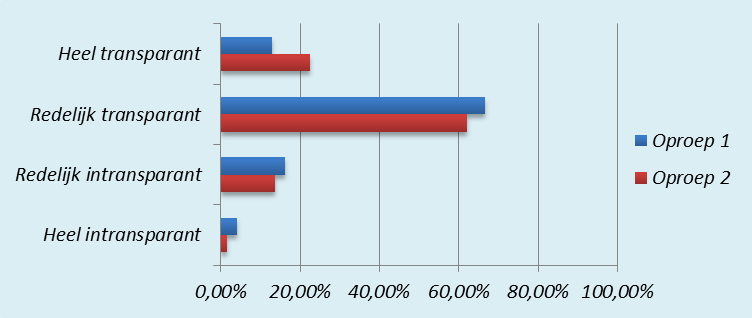 Heel transparant
Redelijk transparant
Redelijk intransparant
Heel intransparant
0,00% 20,00% 40,00% 60,00% 80,00% 100,00%
Oproep 1
Oproep 2